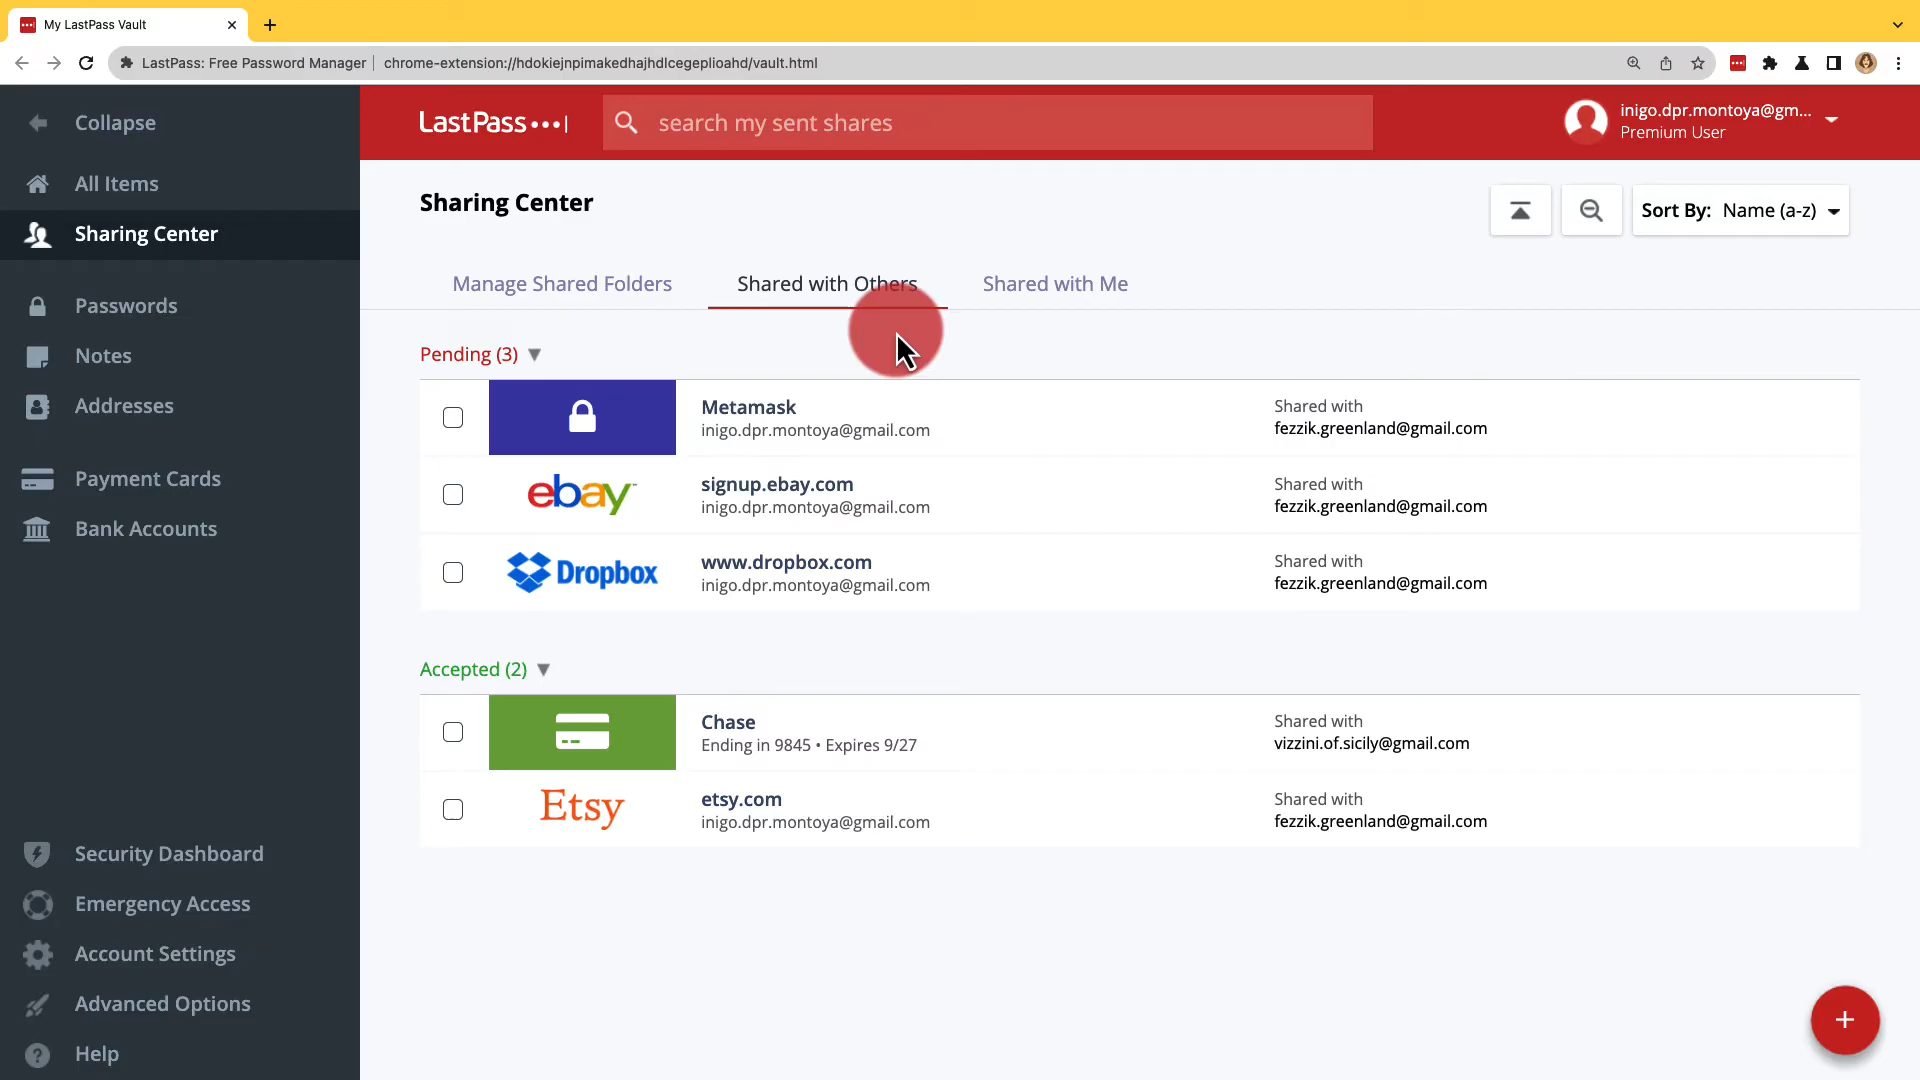 My LastPass Vault
LastPass: Free Password Manager
chrome-extension://hdokiejnpimakedhajhdlcegeplioahd/vault.html
Collapse
All Items
Sharing Center
Passwords
Notes
Addresses
Payment Cards
Bank Accounts
Security Dashboard
Emergency Access
Account Settings
Advanced Options
Help
LastPass
search my sent shares
inigo.dpr.montoya@gm...
Premium User
Sharing Center
Sort By: Name (a-z)
Manage Shared Folders
Shared with Others
Shared with Me
Pending (3)
Metamask
inigo.dpr.montoya@gmail.com
Shared with
fezzik.greenland@gmail.com
ebay
signup.ebay.com
inigo.dpr.montoya@gmail.com
Shared with
fezzik.greenland@gmail.com
Dropbox
www.dropbox.com
inigo.dpr.montoya@gmail.com
Shared with
fezzik.greenland@gmail.com
Accepted (2)
Chase
Ending in 9845 • Expires 9/27
Shared with
vizzini.of.sicily@gmail.com
Etsy
etsy.com
inigo.dpr.montoya@gmail.com
Shared with
fezzik.greenland@gmail.com